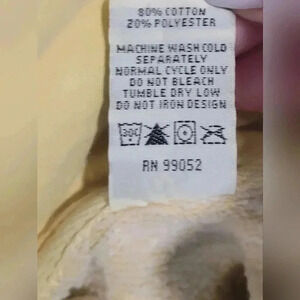 80% COTTON
20% POLYESTER
MACHINE WASH COLD
SEPARATELY
NORMAL CYCLE ONLY
DO NOT BLEACH
TUMBLE DRY LOW
DO NOT IRON DESIGN
30C
RN 99052